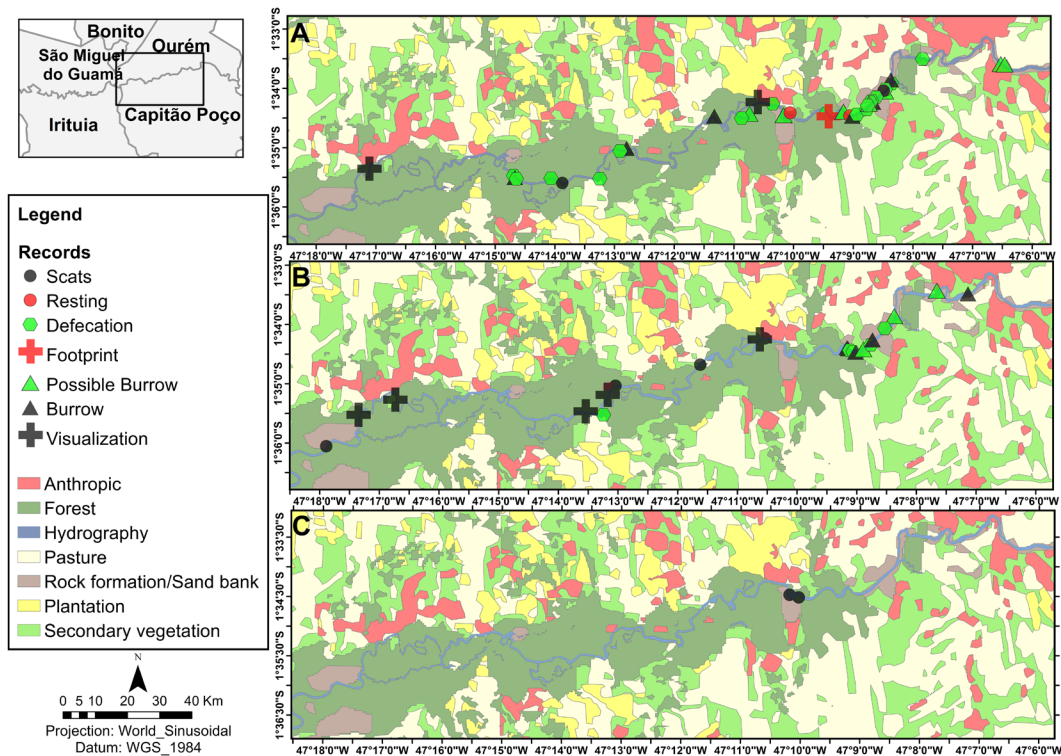 Bonito
São Miguel
do Guamá
Ourém
Capitão Poço
Irituia
Legend
Records
Scats
Resting
Defecation
Footprint
Possible Burrow
Burrow
Visualization
Anthropic
Forest
Hydrography
Pasture
Rock formation/Sand bank
Plantation
Secondary vegetation
N
0 5 10 20 30 40 Km
Projection: World_Sinusoidal
Datum: WGS_1984
A
1°33'0"S
1°34'0"S
1°35'0"S
1°36'0"S
47°18'0"W 47°17'0"W 47°16'0"W 47°15'0"W 47°14'0"W 47°13'0"W 47°12'0"W 47°11'0"W 47°10'0"W 47°9'0"W 47°8'0"W 47°7'0"W 47°6'0"W
B
1°33'0"S
1°34'0"S
1°35'0"S
1°36'0"S
47°18'0"W 47°17'0"W 47°16'0"W 47°15'0"W 47°14'0"W 47°13'0"W 47°12'0"W 47°11'0"W 47°10'0"W 47°9'0"W 47°8'0"W 47°7'0"W 47°6'0"W
C
1°33'30"S
1°34'30"S
1°35'30"S
1°36'30"S
47°18'0"W 47°17'0"W 47°16'0"W 47°15'0"W 47°14'0"W 47°13'0"W 47°12'0"W 47°11'0"W 47°10'0"W 47°9'0"W 47°8'0"W 47°7'0"W 47°6'0"W